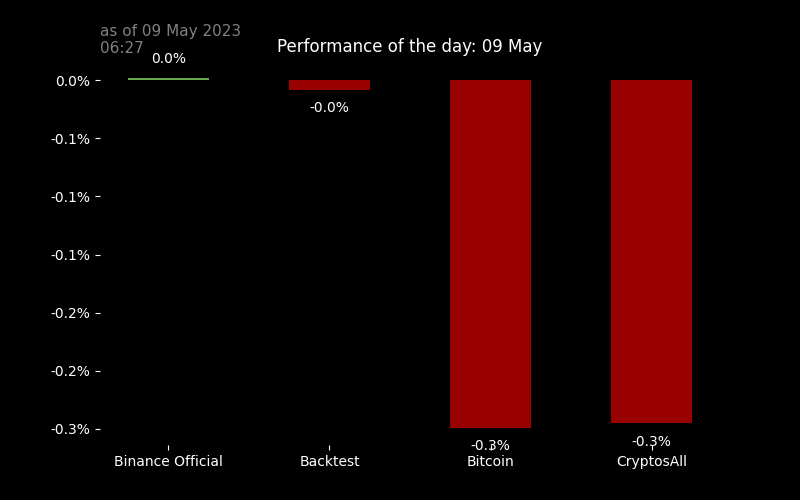 as of 09 May 2023
06:27
Performance of the day: 09 May
0.0%
0.0%
-0.0%
-0.1%
-0.1%
-0.1%
-0.2%
-0.2%
-0.3%
-0.3%
-0.3%
Binance Official
Backtest
Bitcoin
CryptosAll